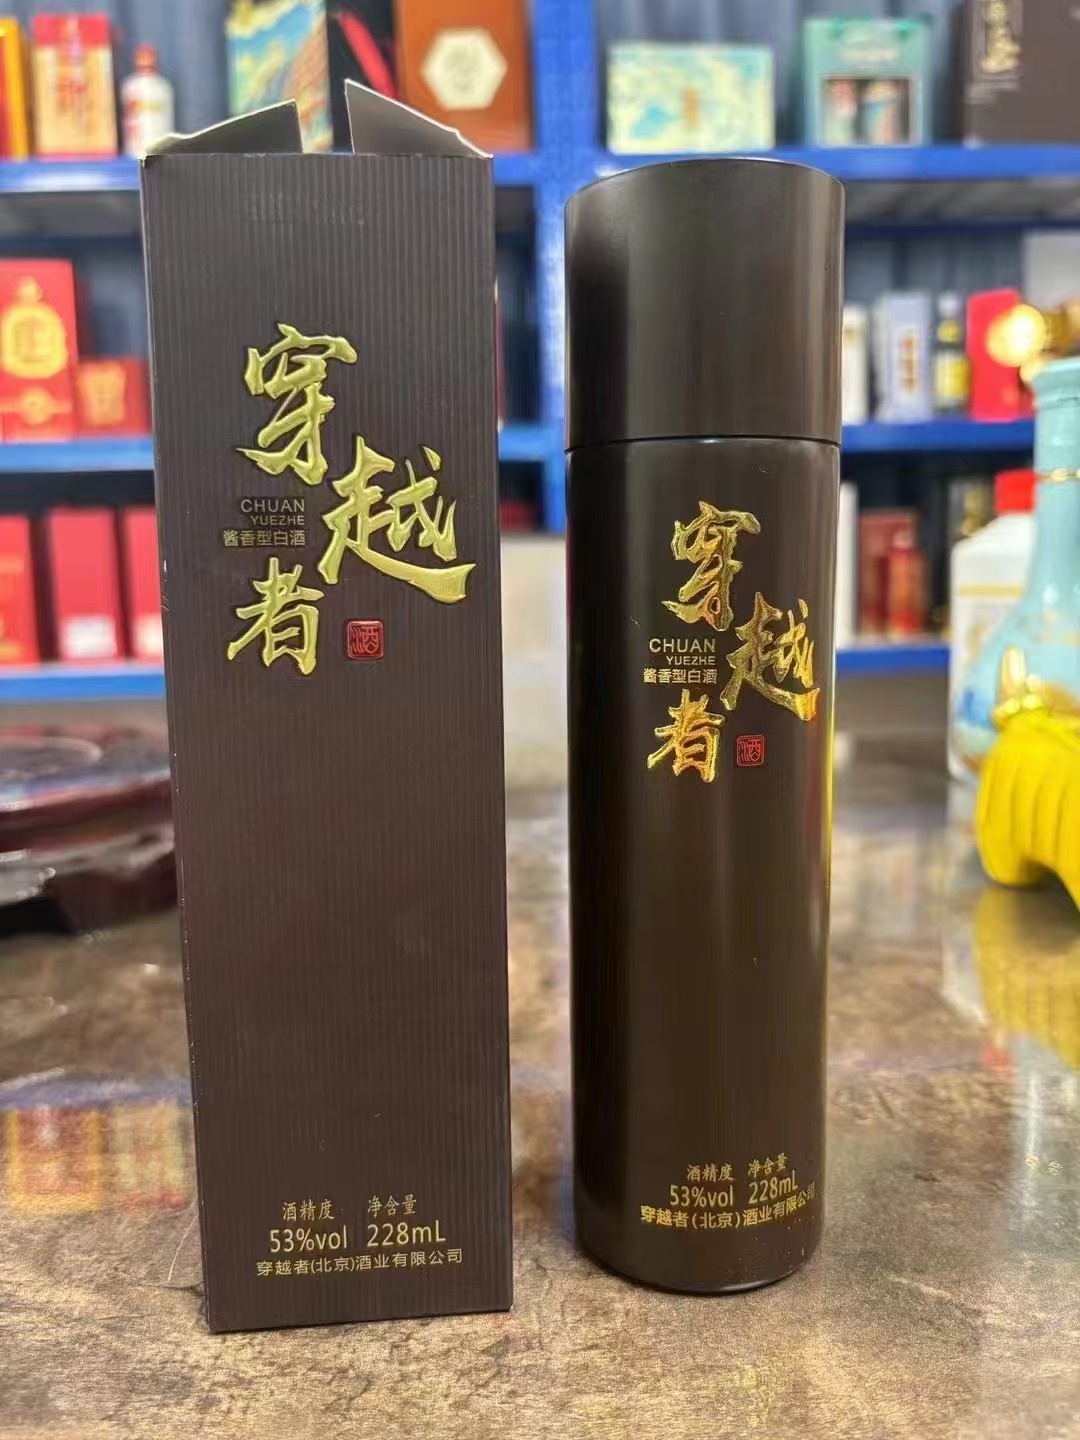 穿越者
CHUAN
YUEZHE
酱香型白酒
酒
酒精度 净含量
53%vol 228mL
穿越者(北京)酒业有限公司
穿越者
CHUAN
YUEZHE
酱香型白酒
酒
酒精度 净含量
53%vol 228mL
穿越者(北京)酒业有限公司